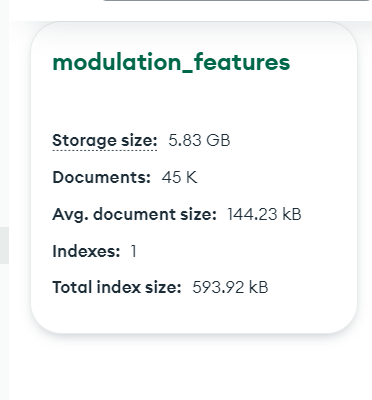 modulation_features
Storage size: 5.83 GB
Documents: 45 K
Avg. document size: 144.23 kB
Indexes: 1
Total index size: 593.92 kB